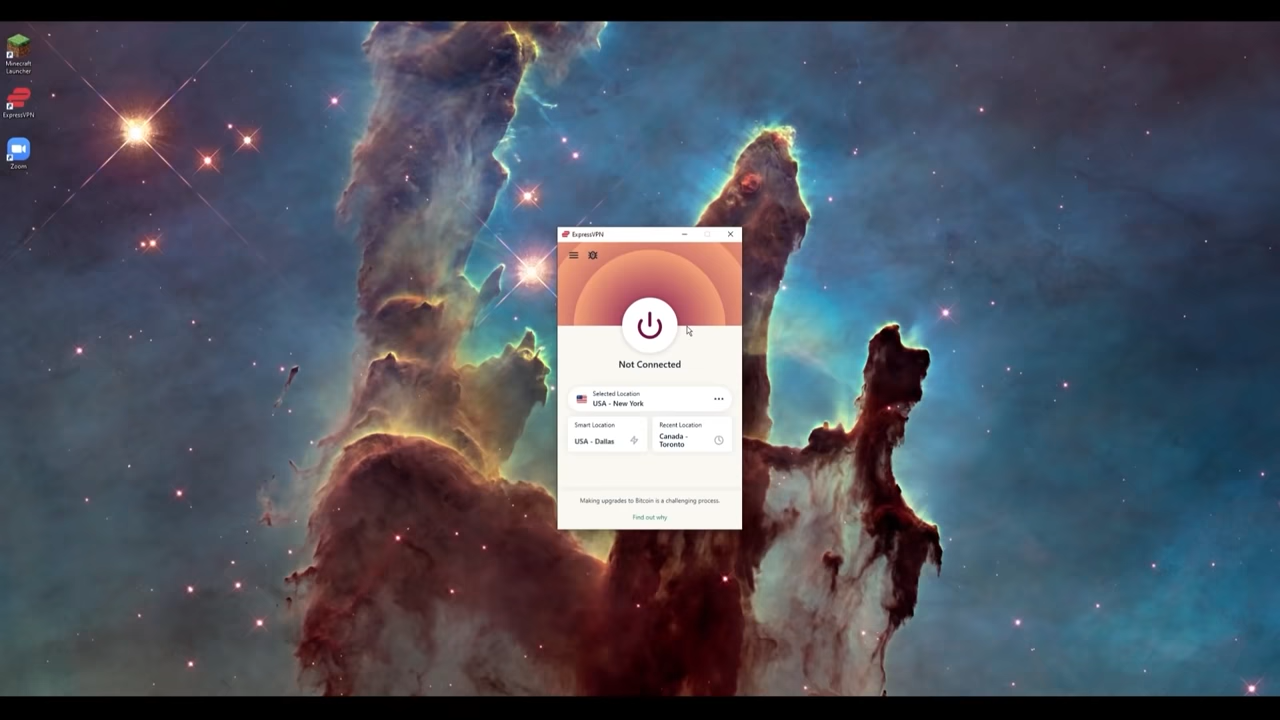 Minecraft
Launcher
ExpressVPN
Zoom
ExpressVPN
Not Connected
Selected Location
USA - New York
Smart Location
USA - Dallas
Recent Location
Canada -
Toronto
Making upgrades to Bitcoin is a challenging process.
Find out why